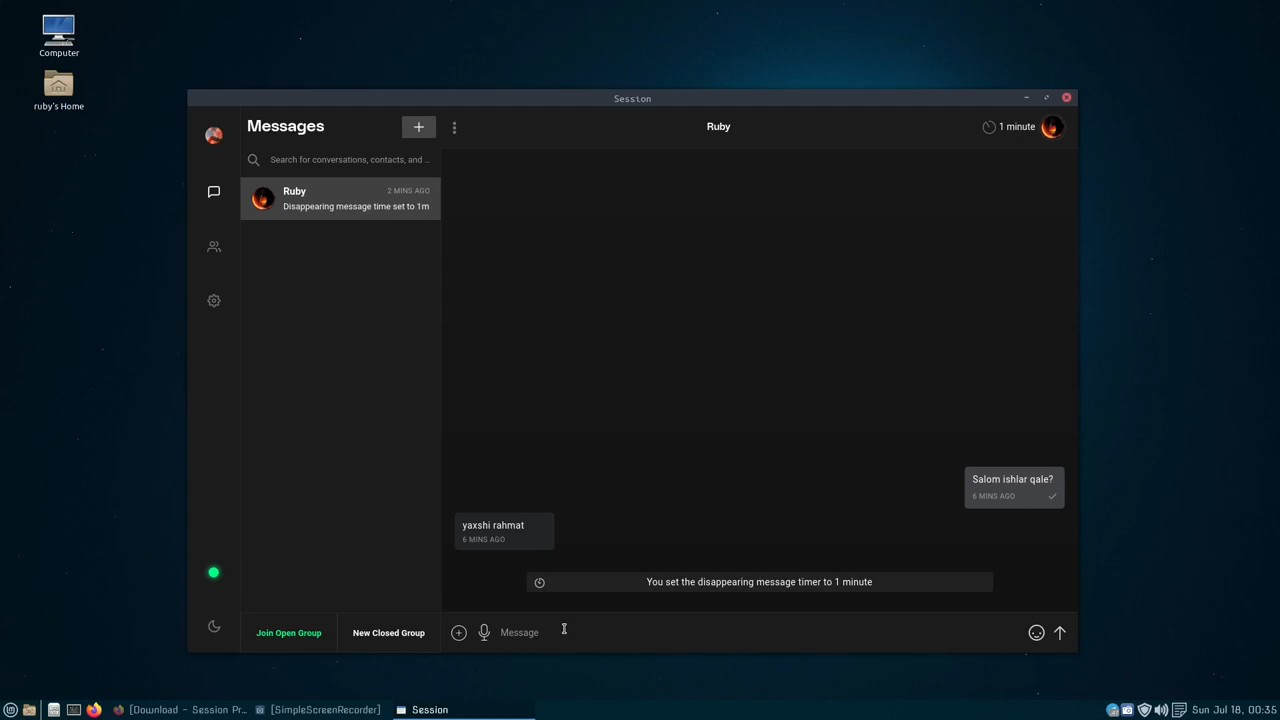 Computer
ruby's Home
Session
Messages
Ruby
1 minute
Search for conversations, contacts, and ...
Ruby
2 MINS AGO
Disappearing message time set to 1m
Salom ishlar qale?
6 MINS AGO
yaxshi rahmat
6 MINS AGO
You set the disappearing message timer to 1 minute
Join Open Group
New Closed Group
Message
[Download - Session Pr...
[SimpleScreenRecorder]
Session
Sun Jul 18, 00:35